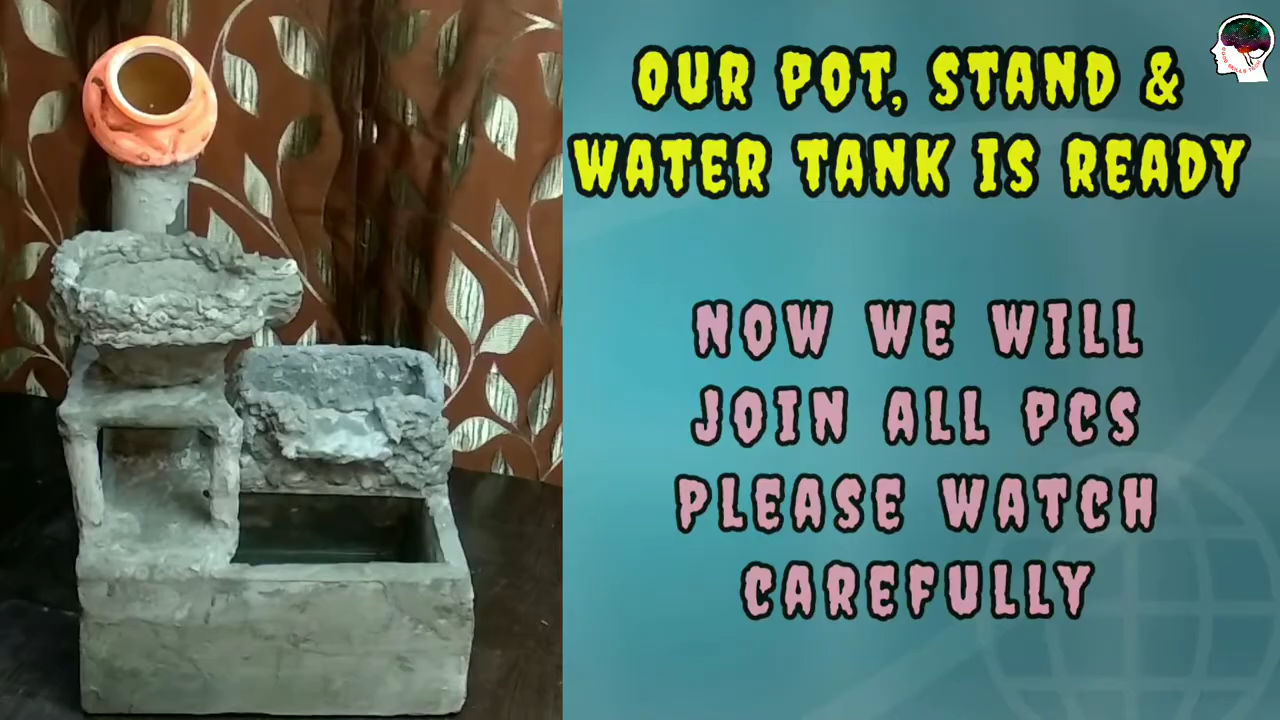 OUR POT, STAND &
WATER TANK IS READY
NOW WE WILL
JOIN ALL PCS
PLEASE WATCH
CAREFULLY